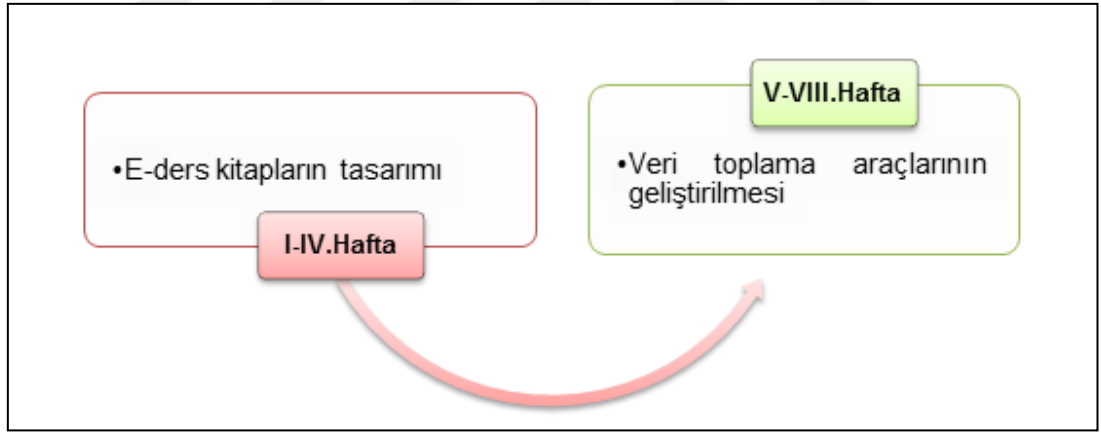 •E-ders kitapların tasarımı
I-IV.Hafta
V-VIII.Hafta
•Veri toplama araçlarının
geliştirilmesi